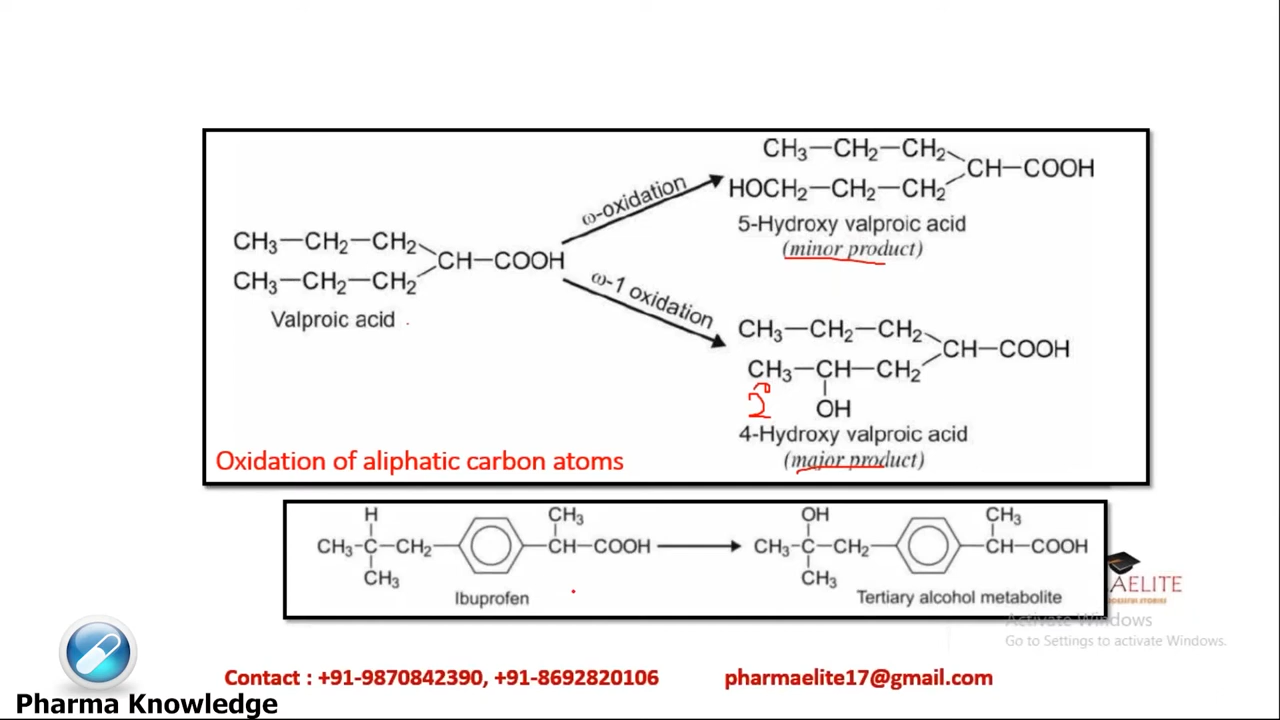 CH3—CH2—CH2
CH—COOH
HOCH2—CH2—CH2
5-Hydroxy valproic acid
(minor product)
ω-oxidation
CH3—CH2—CH2
CH—COOH
CH3—CH2—CH2
Valproic acid
ω-1 oxidation
CH3—CH2—CH2
CH—COOH
CH3—CH—CH2
2°
OH
4-Hydroxy valproic acid
(major product)
Oxidation of aliphatic carbon atoms
H
CH3
CH3-C-CH2
CH—COOH
CH3
Ibuprofen
OH
CH3
CH3-C-CH2
CH—COOH
CH3
Tertiary alcohol metabolite
AELITE
Activate Windows
Go to Settings to activate Windows.
Contact : +91-9870842390, +91-8692820106 pharmaelite17@gmail.com
Pharma Knowledge